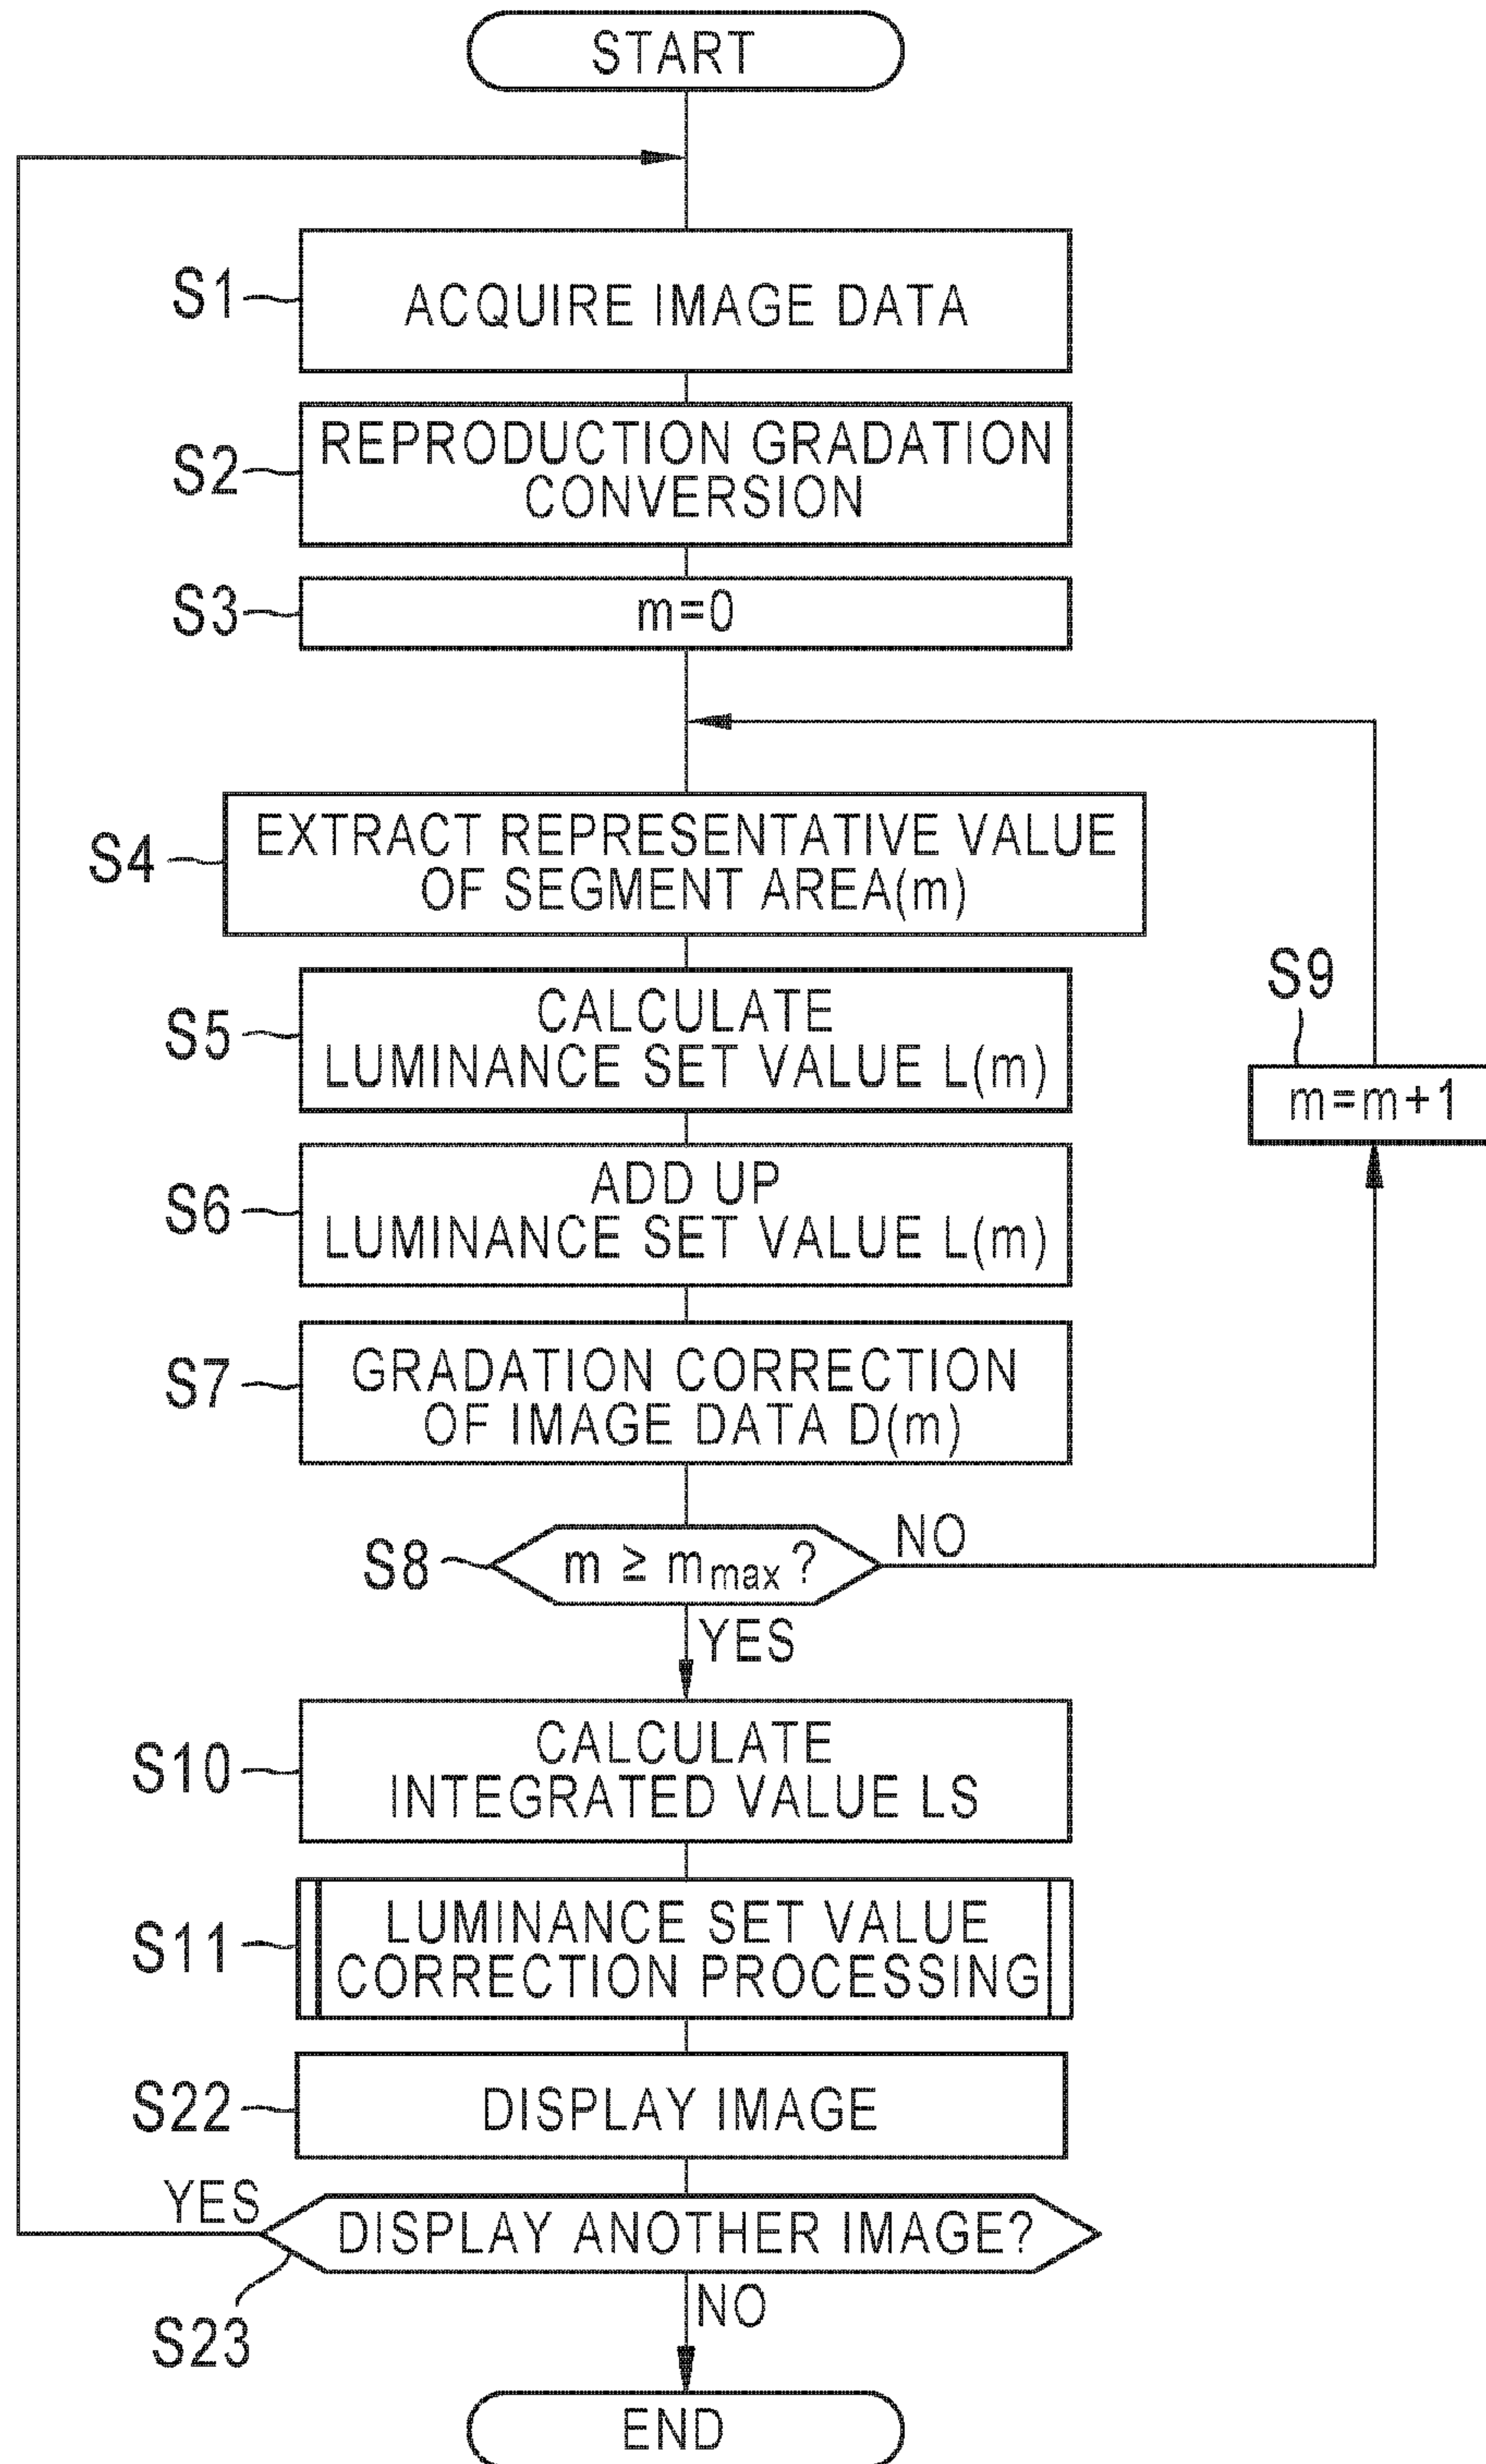 START
S1
ACQUIRE IMAGE DATA
S2
REPRODUCTION GRADATION
CONVERSION
S3
m=0
S4
EXTRACT REPRESENTATIVE VALUE
OF SEGMENT AREA(m)
S5
CALCULATE
LUMINANCE SET VALUE L(m)
S9
m=m+1
S6
ADD UP
LUMINANCE SET VALUE L(m)
S7
GRADATION CORRECTION
OF IMAGE DATA D(m)
S8
m ≥ mmax ?
NO
YES
S10
CALCULATE
INTEGRATED VALUE LS
S11
LUMINANCE SET VALUE
CORRECTION PROCESSING
S22
DISPLAY IMAGE
YES
DISPLAY ANOTHER IMAGE?
S23
NO
END